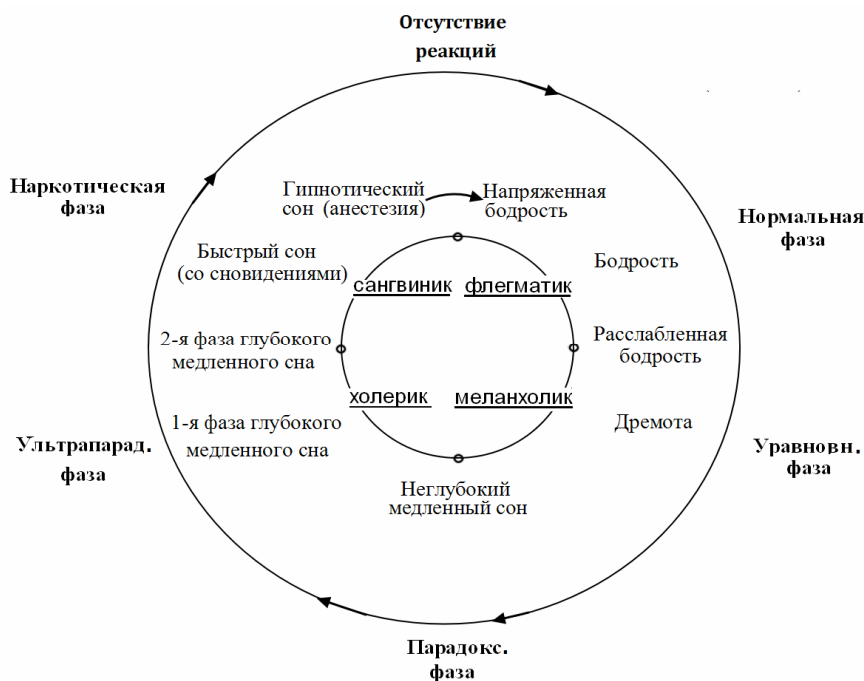 Отсутствие
реакций
Наркотическая
фаза
Гипнотический
сон (анестезия)
Напряженная
бодрость
Нормальная
фаза
Быстрый сон
(со сновидениями)
Бодрость
сангвиник
флегматик
2-я фаза глубокого
медленного сна
Расслабленная
бодрость
холерик
меланхолик
1-я фаза глубокого
медленного сна
Дремота
Ультрапарад.
фаза
Уравновн.
фаза
Неглубокий
медленный сон
Парадокс.
фаза